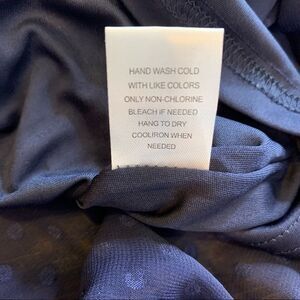 HAND WASH COLD
WITH LIKE COLORS
ONLY NON-CHLORINE
BLEACH IF NEEDED
HANG TO DRY
COOLIRON WHEN
NEEDED